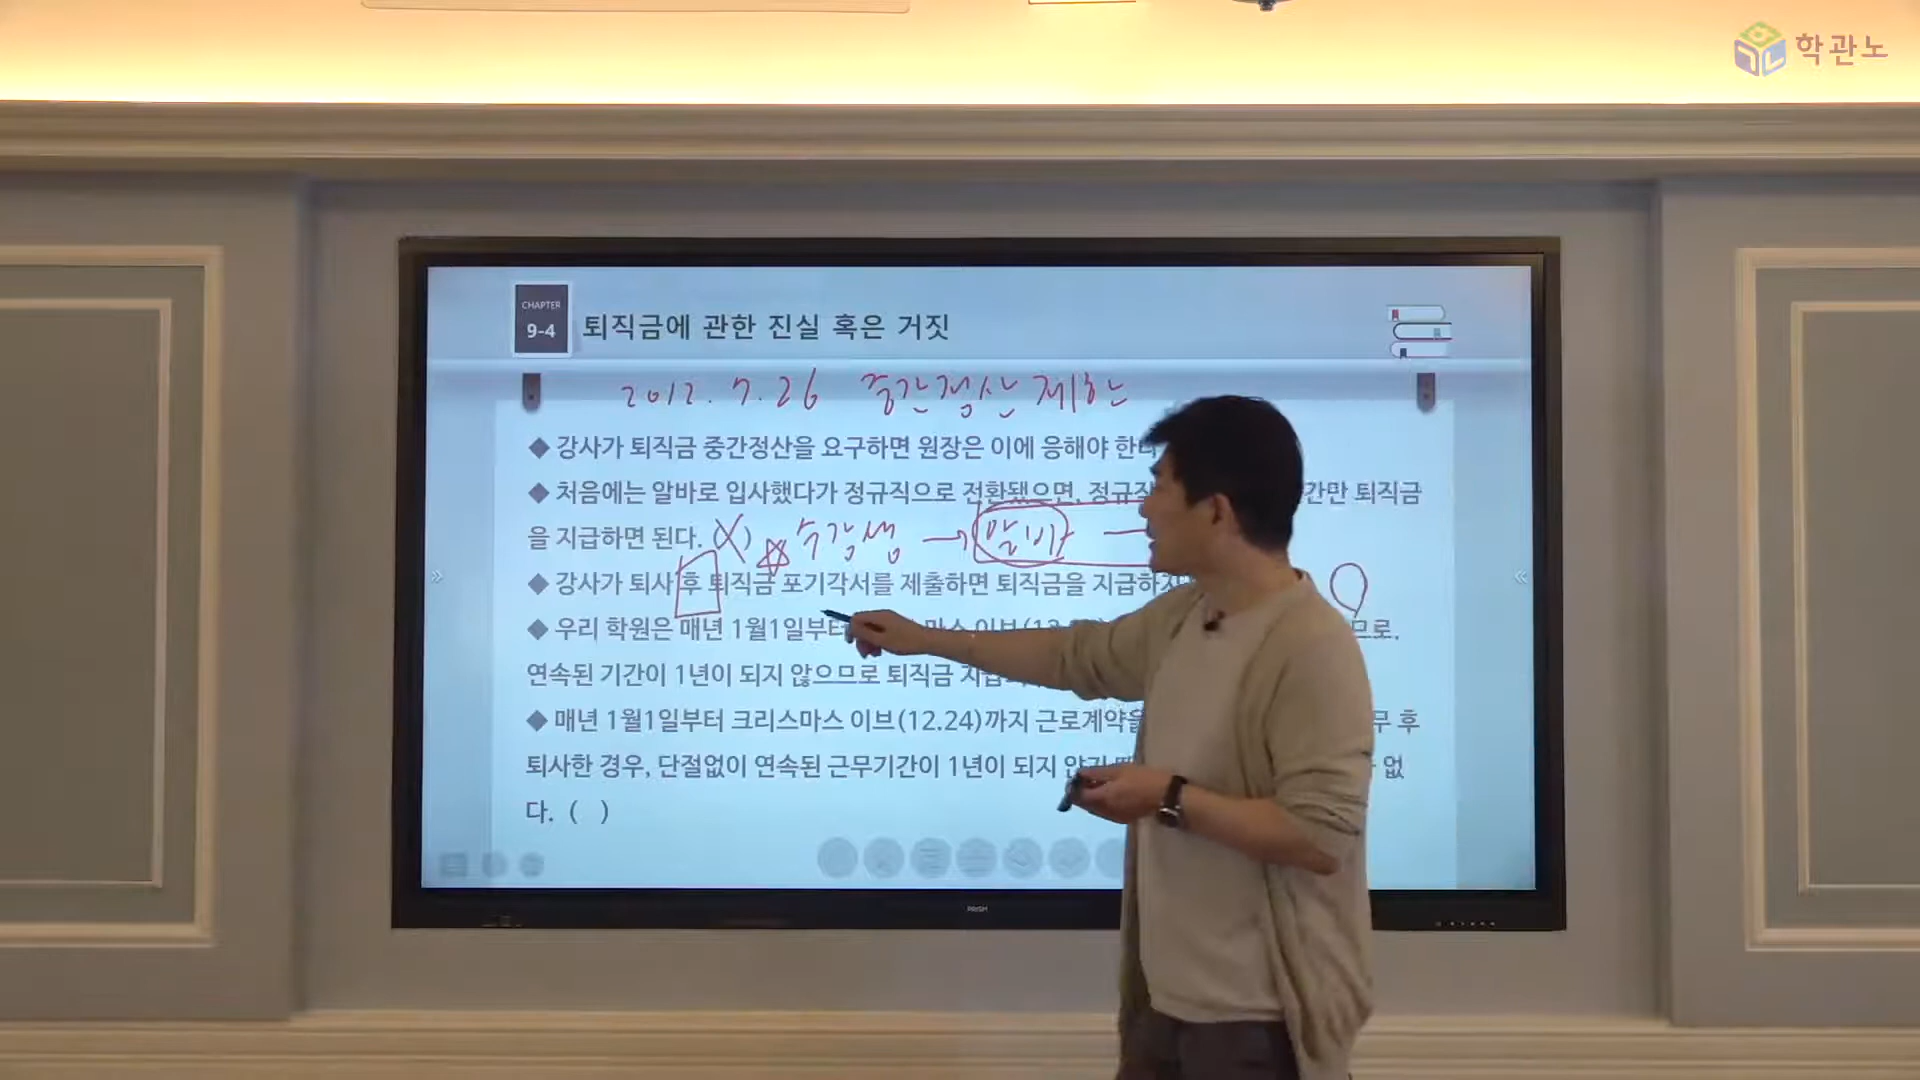 학관노
CHAPTER
9-4
퇴직금에 관한 진실 혹은 거짓
2012. 7. 26 중간정산 제한
◆ 강사가 퇴직금 중간정산을 요구하면 원장은 이에 응해야 한다
◆ 처음에는 알바로 입사했다가 정규직으로 전환됐으면, 정규직 간만 퇴직금
을 지급하면 된다. (X) ☆ 수강생 → 알바
◆ 강사가 퇴사 후 퇴직금 포기각서를 제출하면 퇴직금을 지급하지
◆ 우리 학원은 매년 1월1일부터 마스 이브(12 므로,
연속된 기간이 1년이 되지 않으므로 퇴직금 지급
◆ 매년 1월1일부터 크리스마스 이브(12.24)까지 근로계약을 무 후
퇴사한 경우, 단절없이 연속된 근무기간이 1년이 되지 않기 없
다. ( )
PRISM